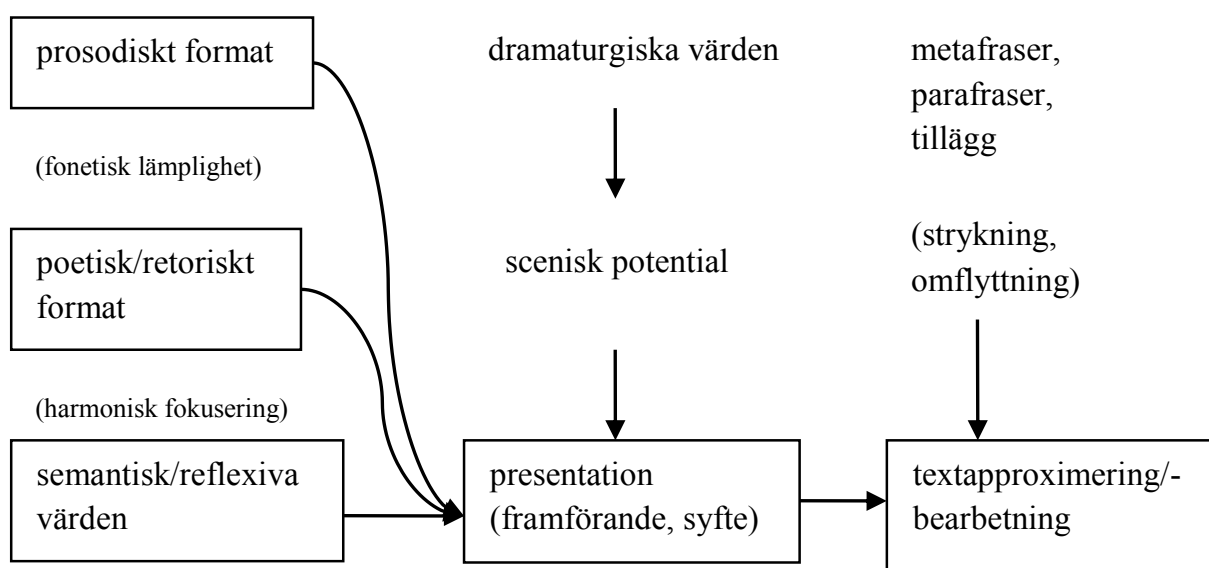 prosodiskt format
(fonetisk lämplighet)
poetisk/retoriskt
format
(harmonisk fokusering)
semantisk/reflexiva
värden
dramaturgiska värden
scenisk potential
presentation
(framförande, syfte)
metafraser,
parafraser,
tillägg
(strykning,
omflyttning)
textapproximering/-
bearbetning